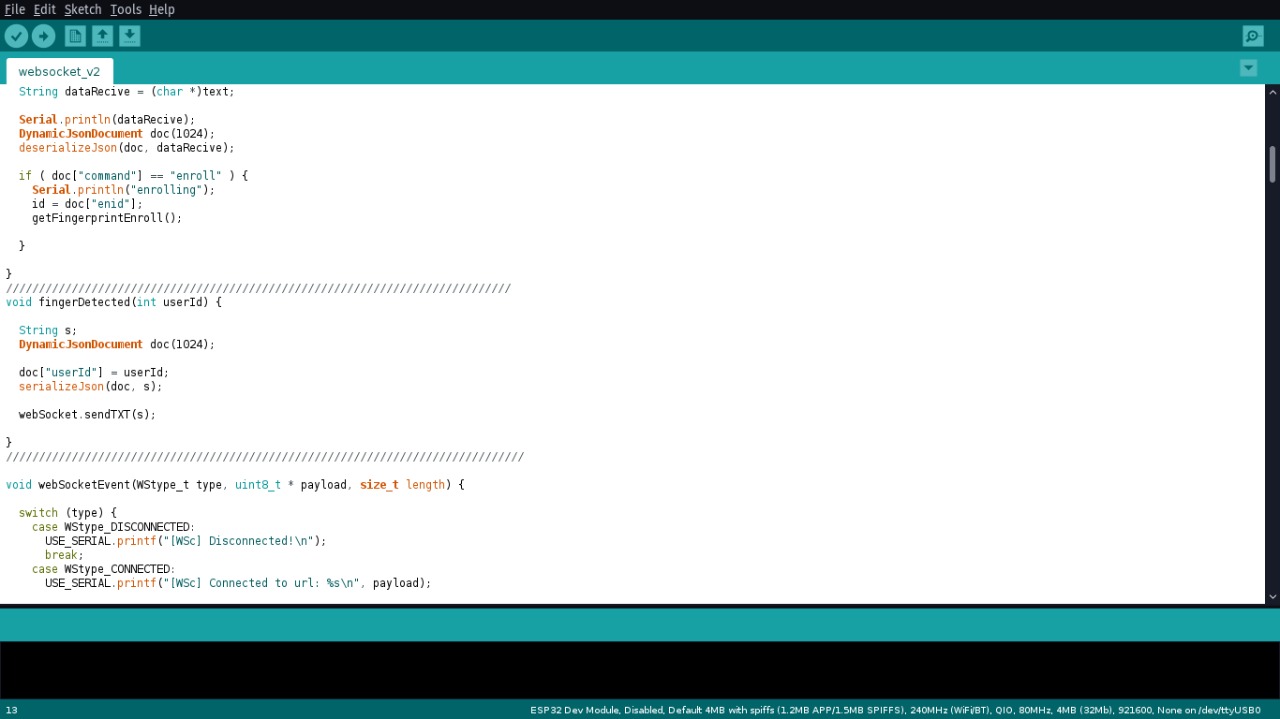 File Edit Sketch Tools Help
websocket_v2
String dataRecive = (char *)text;
Serial.println(dataRecive);
DynamicJsonDocument doc(1024);
deserializeJson(doc, dataRecive);
if ( doc["command"] == "enroll" ) {
Serial.println("enrolling");
id = doc["enid"];
getFingerprintEnroll();
}
}
/////////////////////////////////////////////////////////////////////////////
void fingerDetected(int userId) {
String s;
DynamicJsonDocument doc(1024);
doc["userId"] = userId;
serializeJson(doc, s);
webSocket.sendTXT(s);
}
///////////////////////////////////////////////////////////////////////////////
void webSocketEvent(WStype_t type, uint8_t * payload, size_t length) {
switch (type) {
case WStype_DISCONNECTED:
USE_SERIAL.printf("[WSc] Disconnected!\n");
break;
case WStype_CONNECTED:
USE_SERIAL.printf("[WSc] Connected to url: %s\n", payload);
13
ESP32 Dev Module, Disabled, Default 4MB with spiffs (1.2MB APP/1.5MB SPIFFS), 240MHz (WiFi/BT), QIO, 80MHz, 4MB (32Mb), 921600, None on /dev/ttyUSB0